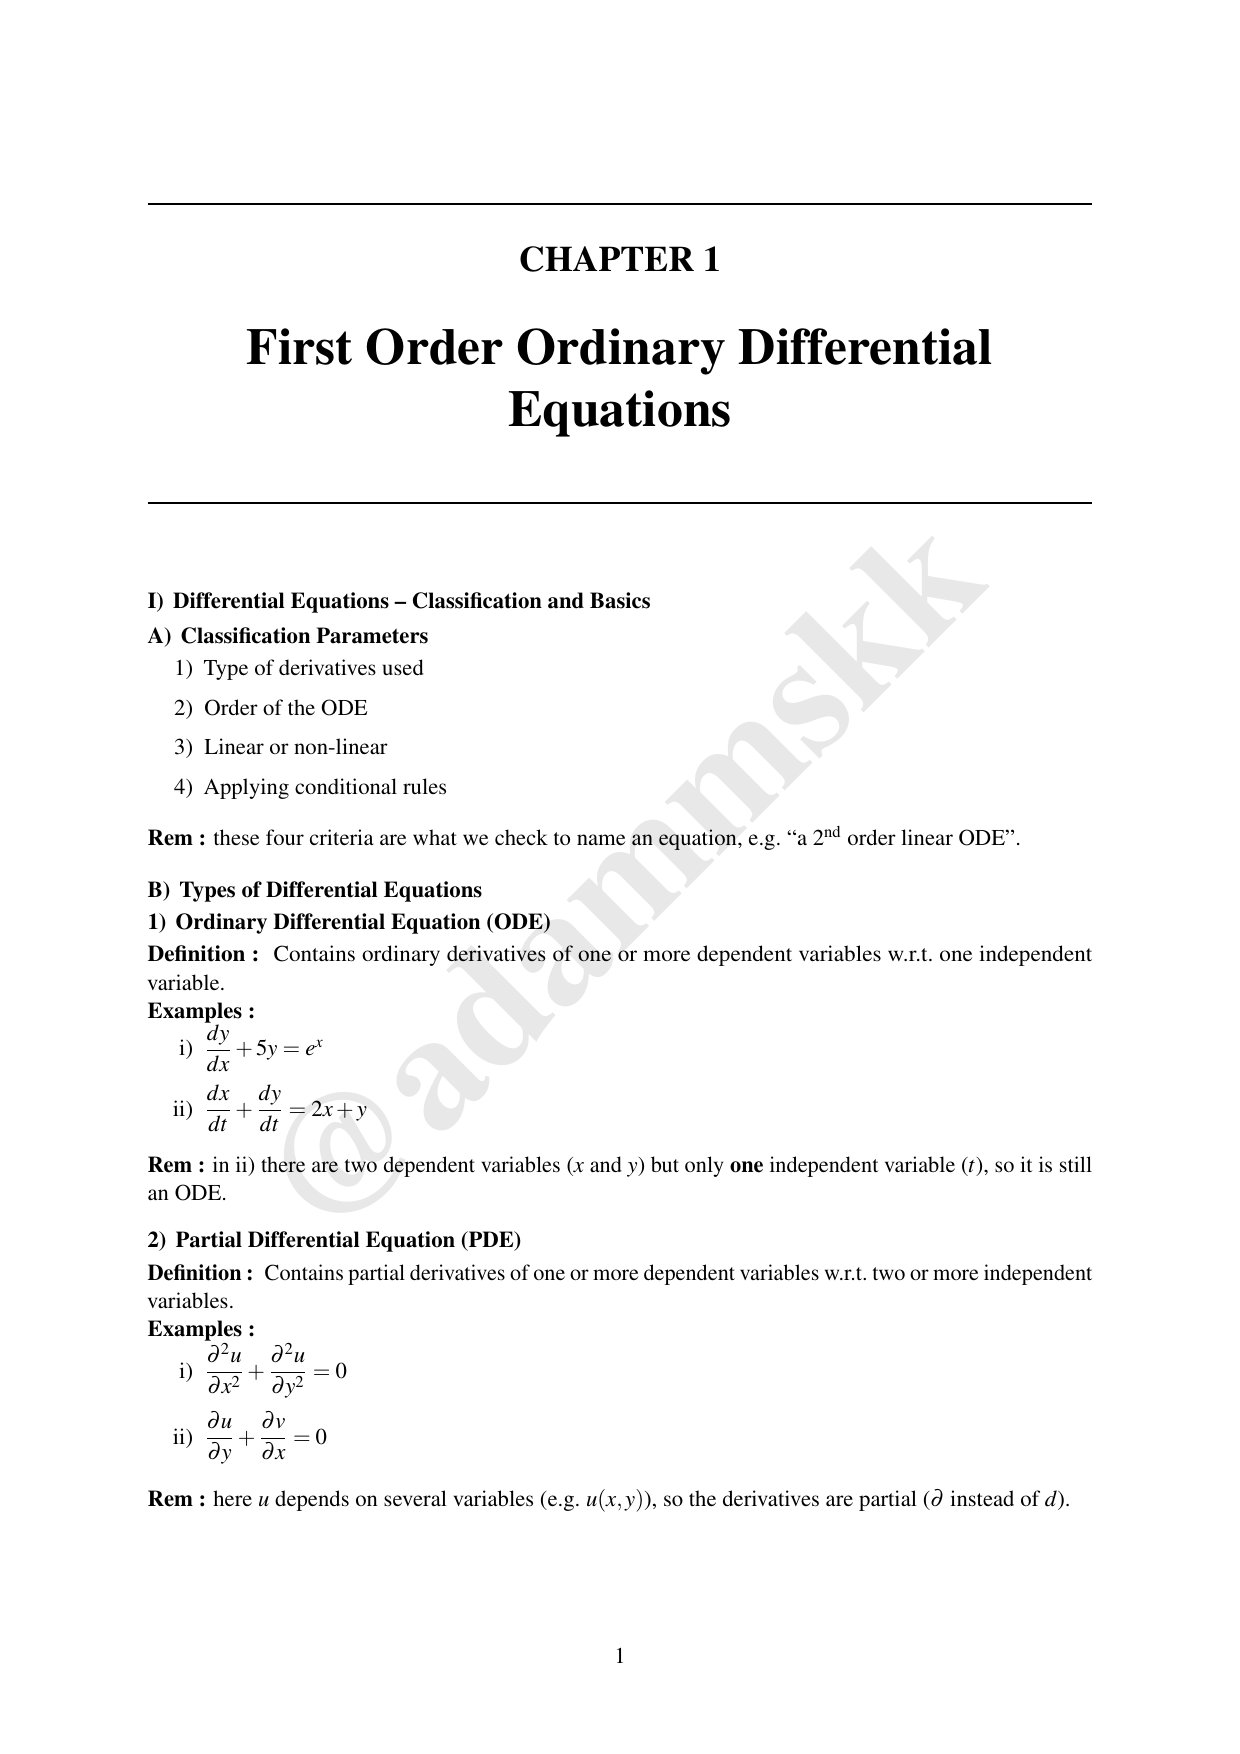 CHAPTER 1
First Order Ordinary Differential
Equations
I) Differential Equations – Classification and Basics
A) Classification Parameters
1) Type of derivatives used
2) Order of the ODE
3) Linear or non-linear
4) Applying conditional rules
Rem : these four criteria are what we check to name an equation, e.g. “a 2nd order linear ODE”.
B) Types of Differential Equations
1) Ordinary Differential Equation (ODE)
Definition : Contains ordinary derivatives of one or more dependent variables w.r.t. one independent
variable.
Examples :
i) dy/dx + 5y = e^x
ii) dx/dt + dy/dt = 2x + y
Rem : in ii) there are two dependent variables (x and y) but only one independent variable (t), so it is still
an ODE.
2) Partial Differential Equation (PDE)
Definition : Contains partial derivatives of one or more dependent variables w.r.t. two or more independent
variables.
Examples :
i) ∂²u/∂x² + ∂²u/∂y² = 0
ii) ∂u/∂y + ∂v/∂x = 0
Rem : here u depends on several variables (e.g. u(x,y)), so the derivatives are partial (∂ instead of d).
1
@adammskk